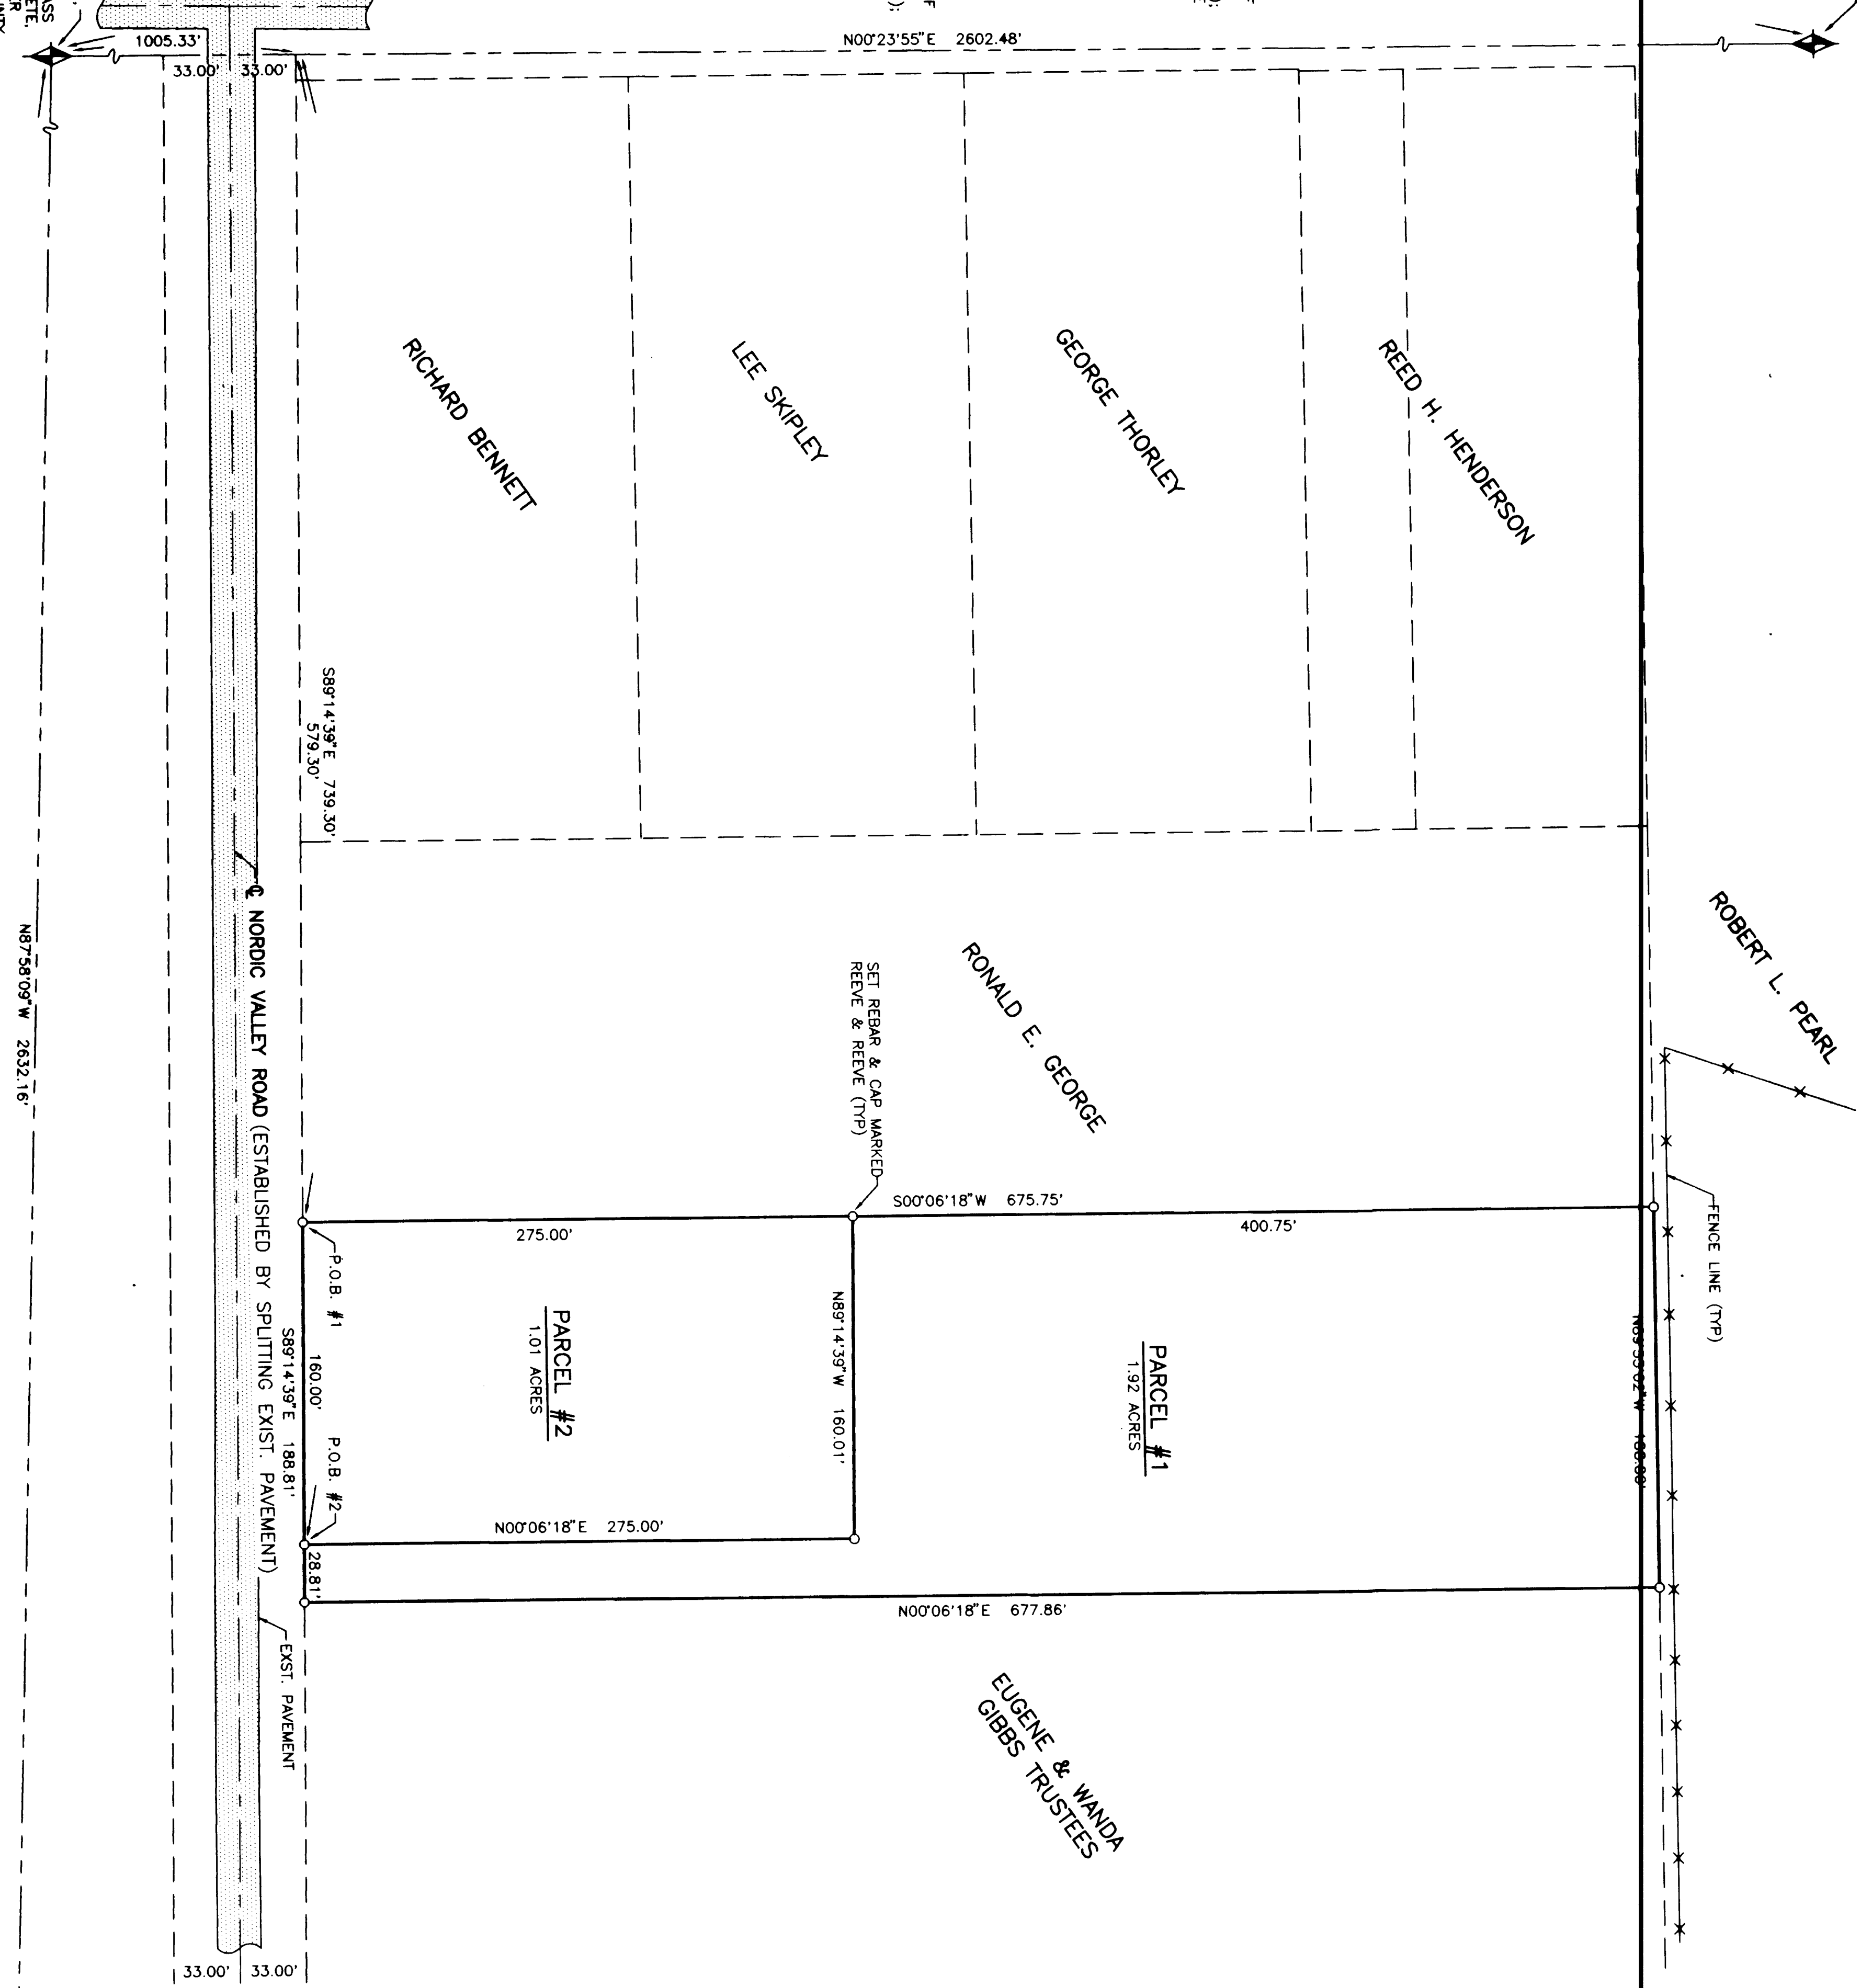 1005.33'
33.00'
33.00'
N00°23'55"E 2602.48'
RICHARD BENNETT
LEE SKIPLEY
GEORGE THORLEY
REED H. HENDERSON
ROBERT L. PEARL
S89°14'39"E 739.30'
579.30'
℄ NORDIC VALLEY ROAD (ESTABLISHED BY SPLITTING EXIST. PAVEMENT)
N87°58'09"W 2632.16'
RONALD E. GEORGE
SET REBAR & CAP MARKED
REEVE & REEVE (TYP)
S00°06'18"W 675.75'
275.00'
400.75'
FENCE LINE (TYP)
P.O.B. #1
PARCEL #2
1.01 ACRES
N89°14'39"W 160.01'
PARCEL #1
1.92 ACRES
160.00'
S89°14'39"E 188.81'
P.O.B. #2
N00°06'18"E 275.00'
28.81'
N00°06'18"E 677.86'
EXST. PAVEMENT
EUGENE & WANDA
GIBBS TRUSTEES
33.00'
33.00'